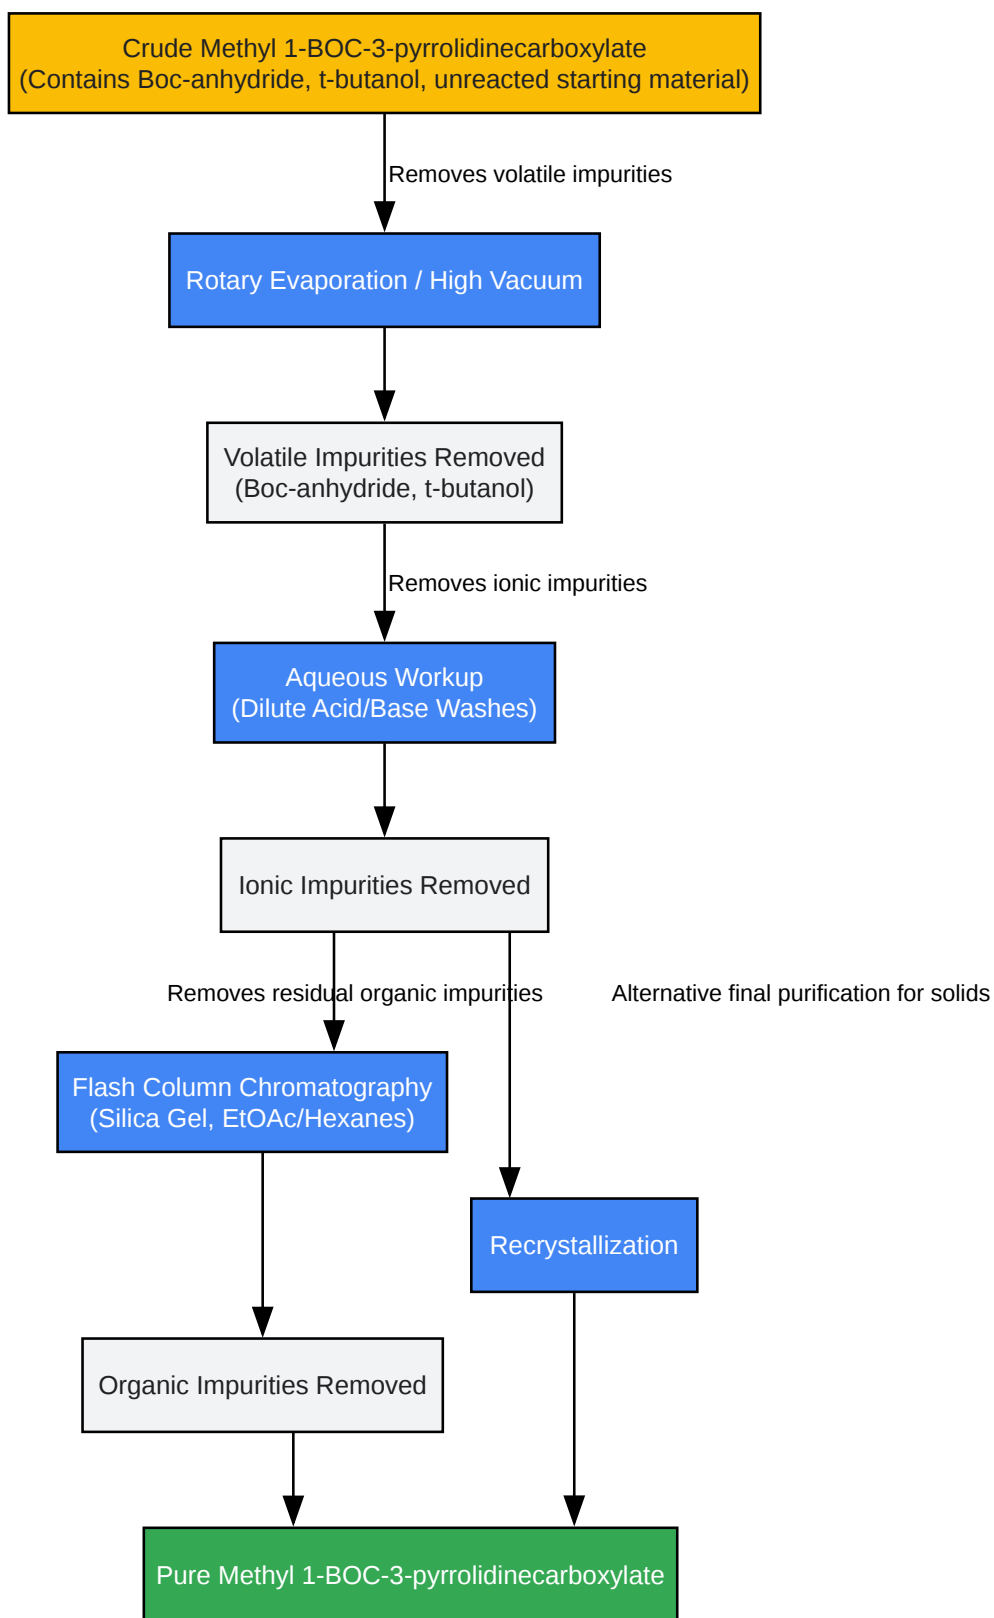 Crude Methyl 1-BOC-3-pyrrolidinecarboxylate
(Contains Boc-anhydride, t-butanol, unreacted starting material)
Removes volatile impurities
Rotary Evaporation / High Vacuum
Volatile Impurities Removed
(Boc-anhydride, t-butanol)
Removes ionic impurities
Aqueous Workup
(Dilute Acid/Base Washes)
Ionic Impurities Removed
Removes residual organic impurities
Alternative final purification for solids
Flash Column Chromatography
(Silica Gel, EtOAc/Hexanes)
Recrystallization
Organic Impurities Removed
Pure Methyl 1-BOC-3-pyrrolidinecarboxylate